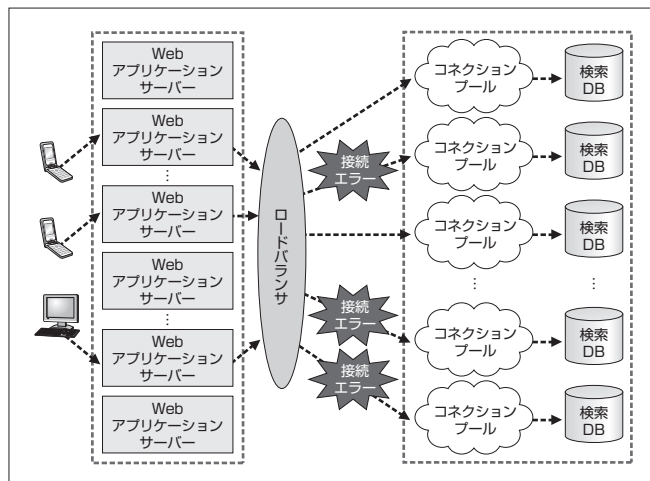 Web
アプリケーション
サーバー
Web
アプリケーション
サーバー
⋮
Web
アプリケーション
サーバー
Web
アプリケーション
サーバー
⋮
Web
アプリケーション
サーバー
Web
アプリケーション
サーバー
ロードバランサ
接続
エラー
接続
エラー
接続
エラー
コネクション
プール
コネクション
プール
コネクション
プール
⋮
コネクション
プール
コネクション
プール
検索
DB
検索
DB
検索
DB
⋮
検索
DB
検索
DB